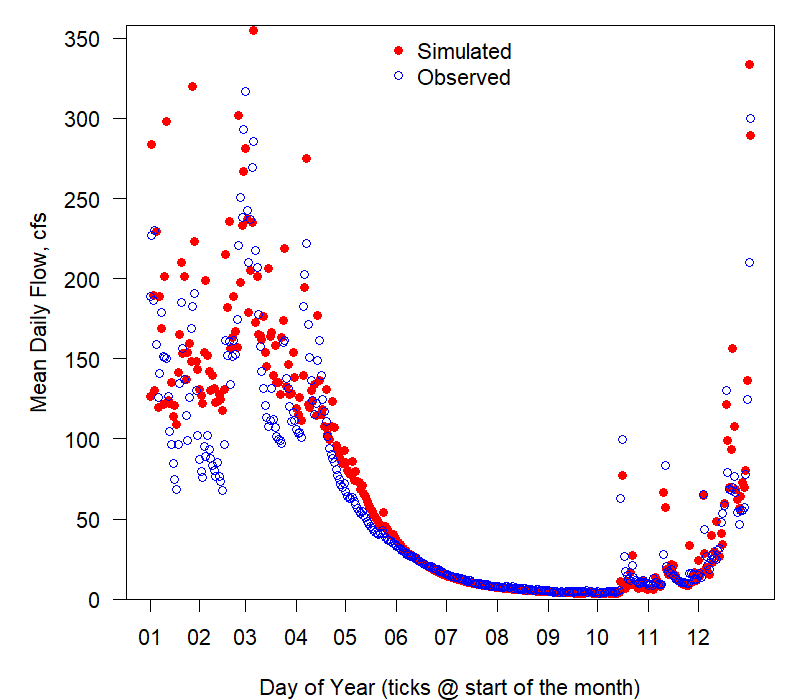 350
300
250
200
150
100
50
0
Mean Daily Flow, cfs
Simulated
Observed
01 02 03 04 05 06 07 08 09 10 11 12
Day of Year (ticks @ start of the month)